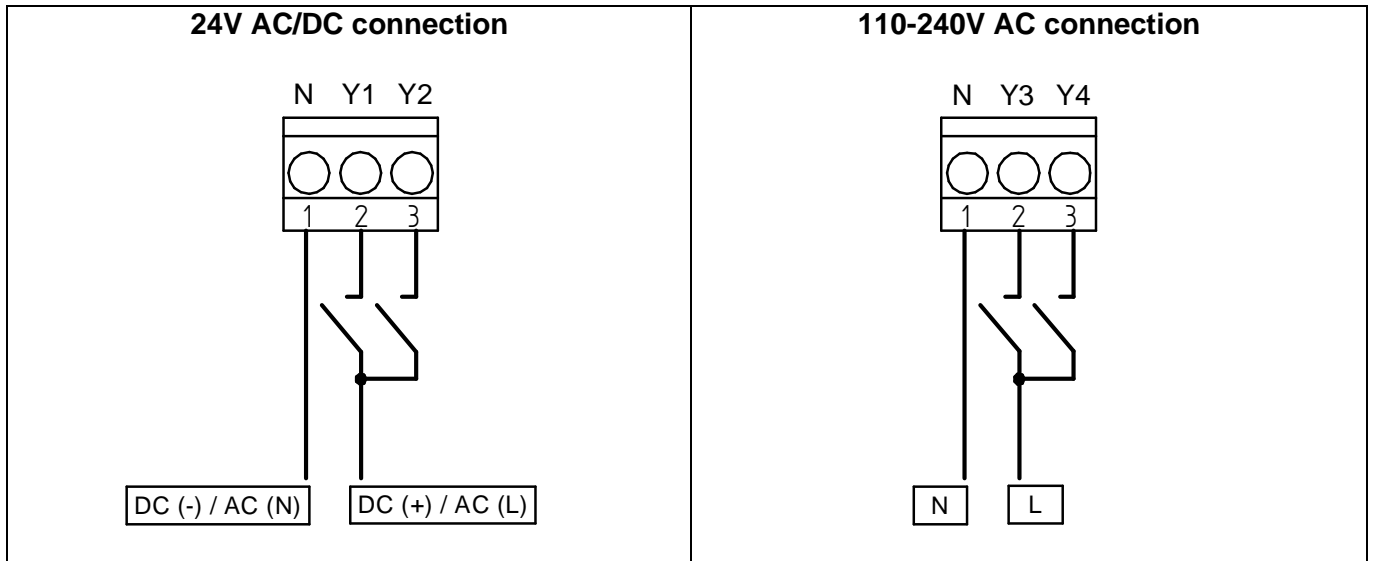 24V AC/DC connection
N Y1 Y2
1 2 3
DC (-) / AC (N) DC (+) / AC (L)
110-240V AC connection
N Y3 Y4
1 2 3
N L